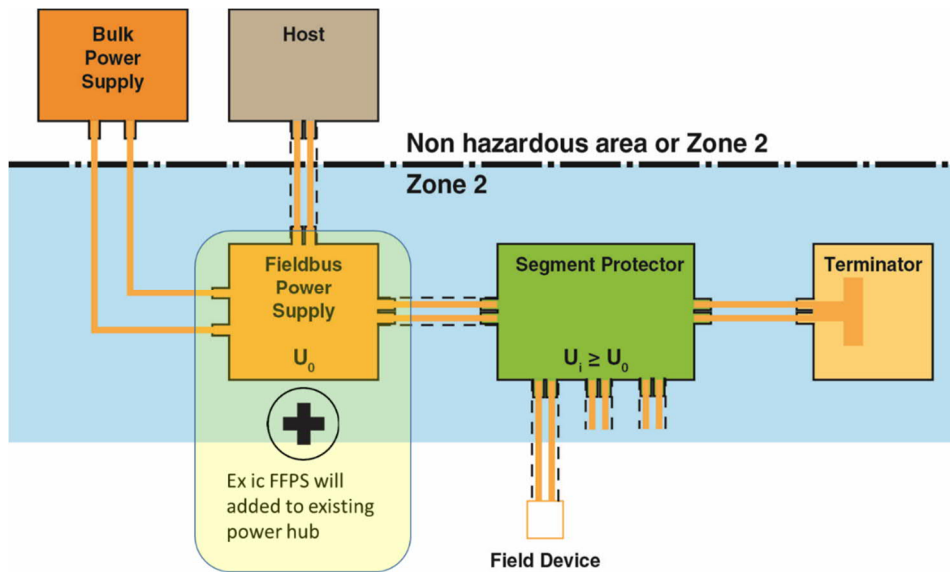 Bulk
Power
Supply
Host
Non hazardous area or Zone 2
Zone 2
Fieldbus
Power
Supply
U₀
Segment Protector
Uᵢ ≥ U₀
Terminator
Ex ic FFPS will
added to existing
power hub
Field Device